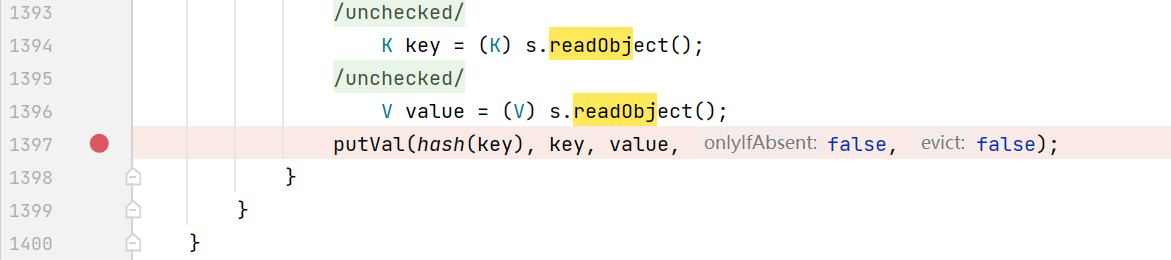 1393 /unchecked/
1394 K key = (K) s.readObject();
1395 /unchecked/
1396 V value = (V) s.readObject();
1397 putVal(hash(key), key, value, onlyIfAbsent: false, evict: false);
1398 }
1399 }
1400 }